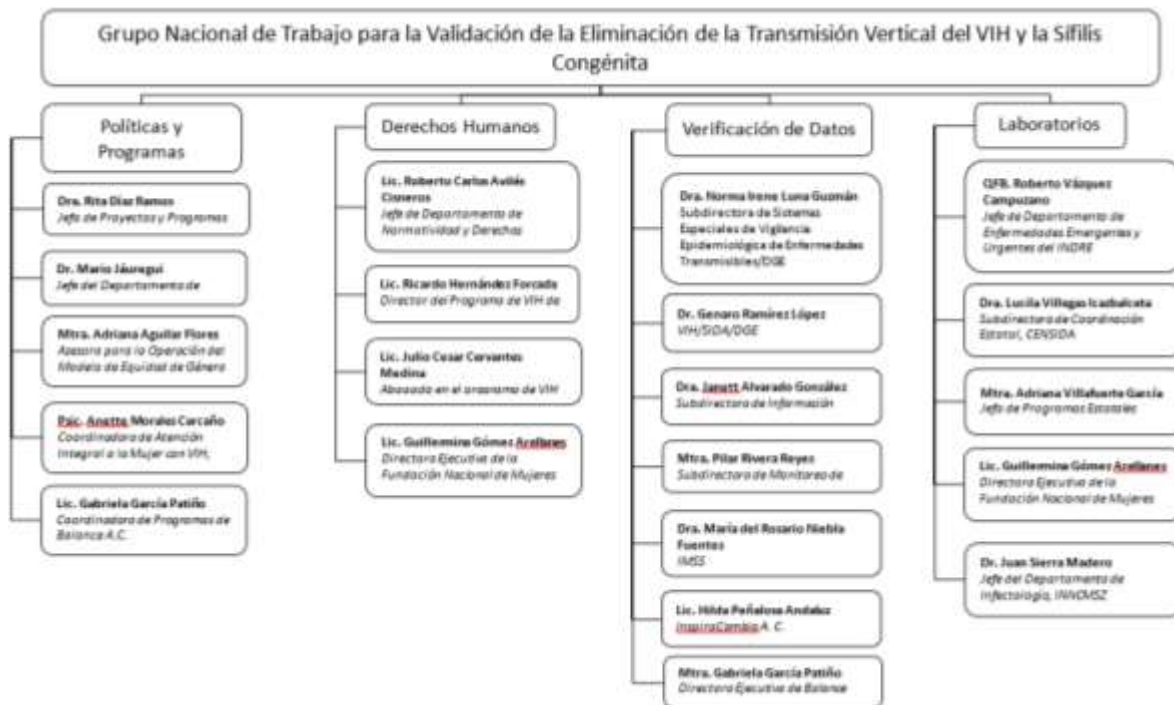 Grupo Nacional de Trabajo para la Validación de la Eliminación de la Transmisión Vertical del VIH y la Sífilis
Congénita
Políticas y
Programas
Dra. Rita Díaz Ramos
Jefa de Proyectos y Programas
Dr. Mario Jáuregui
Jefe del Departamento de
Mtra. Adriana Aguilar Flores
Asesora para la Operación del
Modelo de Equidad de Género
Psic. Anette Morales Carcaño
Coordinadora de Atención
Integral a la Mujer con VIH,
Lic. Gabriela García Patiño
Coordinadora de Programas de
Balance A.C.
Derechos Humanos
Lic. Roberto Carlos Avilés
Cisneros
Jefe de Departamento de
Normatividad y Derechos
Lic. Ricardo Hernández Forcada
Director del Programa de VIH de
Lic. Julio Cesar Cervantes
Medina
Abogado en el programa de VIH
Lic. Guillermina Gómez Arellanes
Directora Ejecutiva de la
Fundación Nacional de Mujeres
Verificación de Datos
Dra. Norma Irene Luna Guzmán
Subdirectora de Sistemas
Especiales de Vigilancia
Epidemiológica de Enfermedades
Transmisibles/DGE
Dr. Genaro Ramírez López
VIH/SIDA/DGE
Dra. Janett Alvarado González
Subdirectora de Información
Mtra. Pilar Rivera Reyes
Subdirectora de Monitoreo de
Dra. María del Rosario Niebla
Fuentes
IMSS
Lic. Hilda Peñaloza Andaluz
InspiraCambio A. C.
Mtra. Gabriela García Patiño
Directora Ejecutiva de Balance
Laboratorios
QFB. Roberto Vázquez
Campuzano
Jefe de Departamento de
Enfermedades Emergentes y
Urgentes del INDRE
Dra. Lucila Villegas Icazbalceta
Subdirectora de Coordinación
Estatal, CENSIDA
Mtra. Adriana Villafuerte García
Jefa de Programas Estatales
Lic. Guillermina Gómez Arellanes
Directora Ejecutiva de la
Fundación Nacional de Mujeres
Dr. Juan Sierra Madero
Jefe del Departamento de
Infectología, INNCMSZ